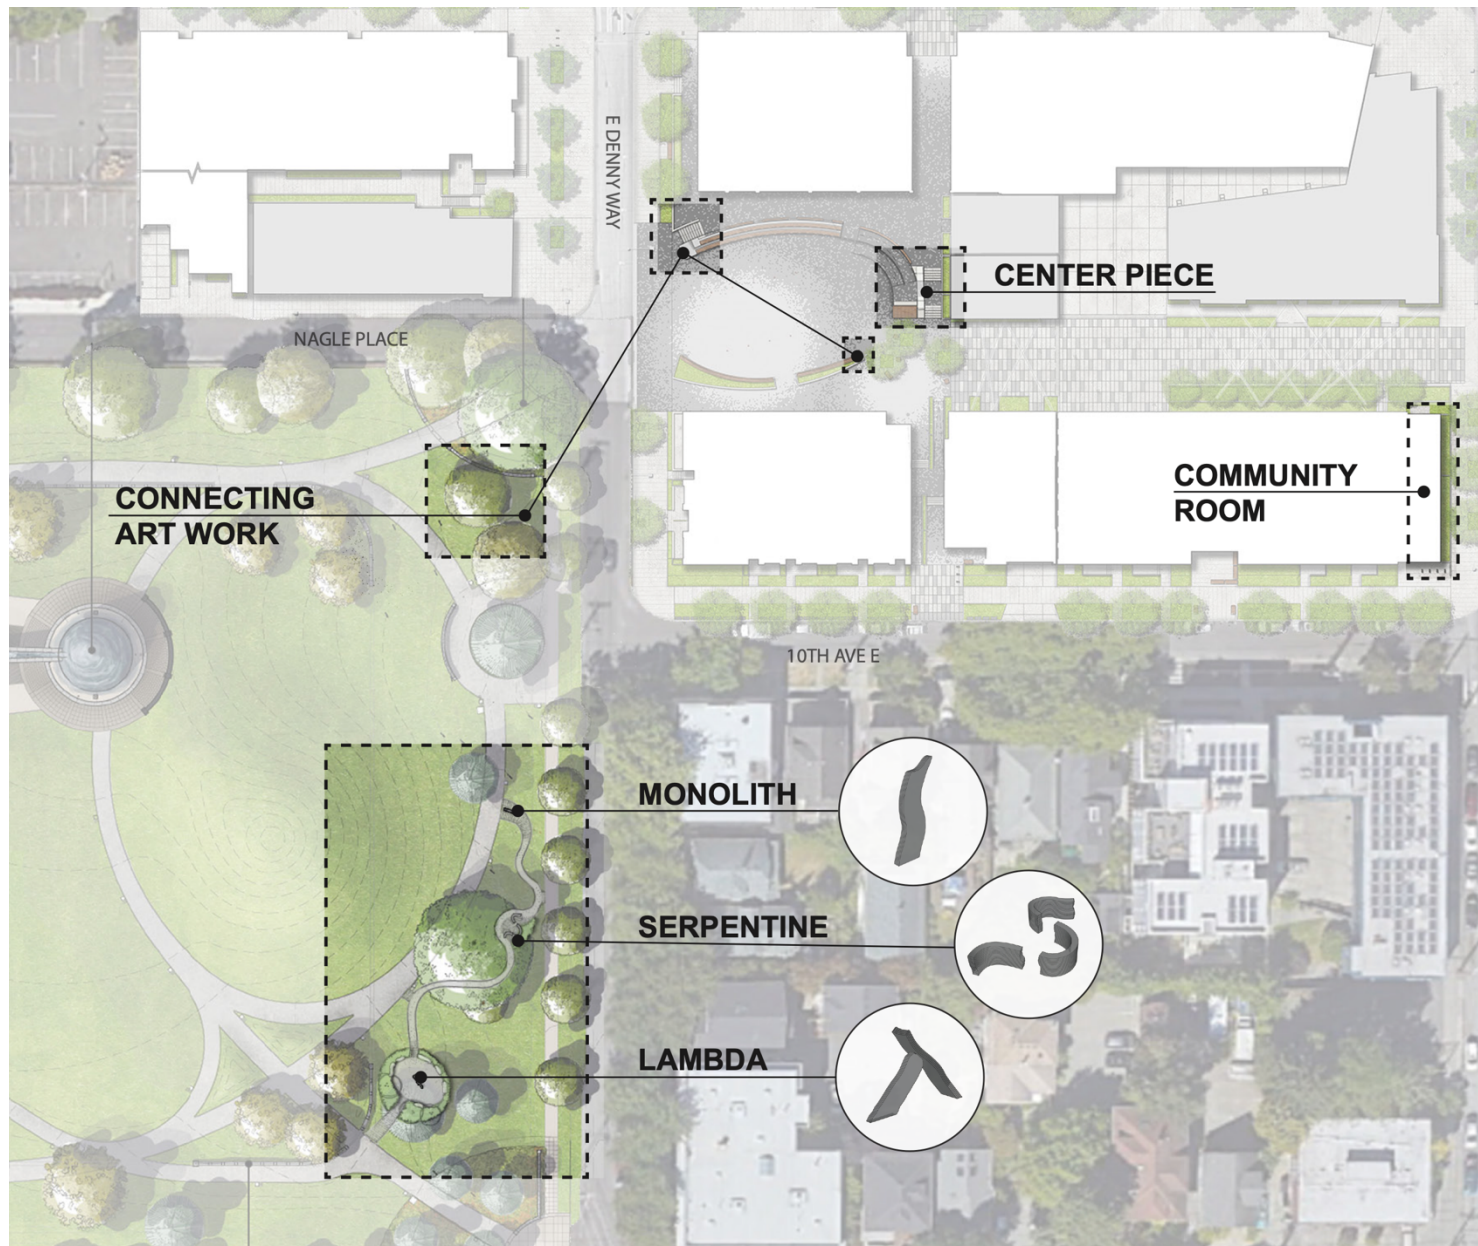 E DENNY WAY
CENTER PIECE
NAGLE PLACE
CONNECTING
ART WORK
COMMUNITY
ROOM
10TH AVE E
MONOLITH
SERPENTINE
LAMBDA